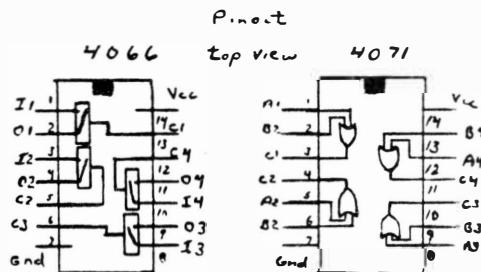 Pinout
4066 top view 4071
I1 1 Vcc
O1 2 14 C1
I2 3 13 C4
O2 4 12 O4
C2 5 11 I4
C3 6 10 O3
7 9 I3
Gnd 8
A1 1 Vcc
B2 2 14 B4
C1 3 13 A4
C2 4 12 C4
A2 5 11 C3
B2 6 10 B3
7 9 A3
Gnd 8